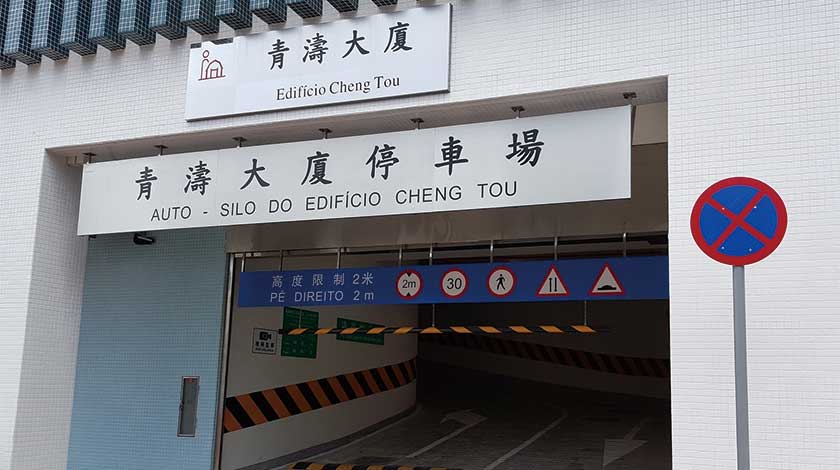 青濤大廈
Edifício Cheng Tou
青濤大廈停車場
AUTO - SILO DO EDIFÍCIO CHENG TOU
高度限制 2米
PÉ DIREITO 2 m
2m
30